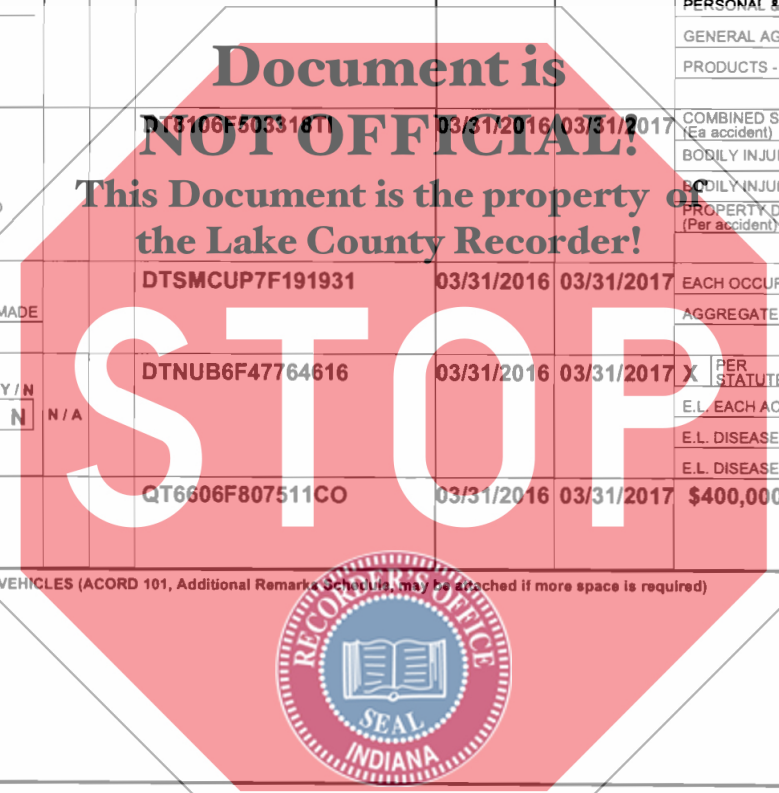 PERSONAL &
GENERAL AG
PRODUCTS -
Document is
DT8106F503318TI 03/31/2016 03/31/2017 COMBINED S
(Ea accident)
NOT OFFICIAL!
BODILY INJU
This Document is the property of
BODILY INJU
PROPERTY D
(Per accident)
the Lake County Recorder!
DTSMCUP7F191931 03/31/2016 03/31/2017 EACH OCCUR
MADE AGGREGATE
STOP
DTNUB6F47764616 03/31/2016 03/31/2017 X PER
STATUTE
Y / N
N N / A E.L. EACH AC
E.L. DISEASE
E.L. DISEASE
QT6606F807511CO 03/31/2016 03/31/2017 $400,000
VEHICLES (ACORD 101, Additional Remarks Schedule, may be attached if more space is required)
RECORDER'S OFFICE
SEAL
INDIANA